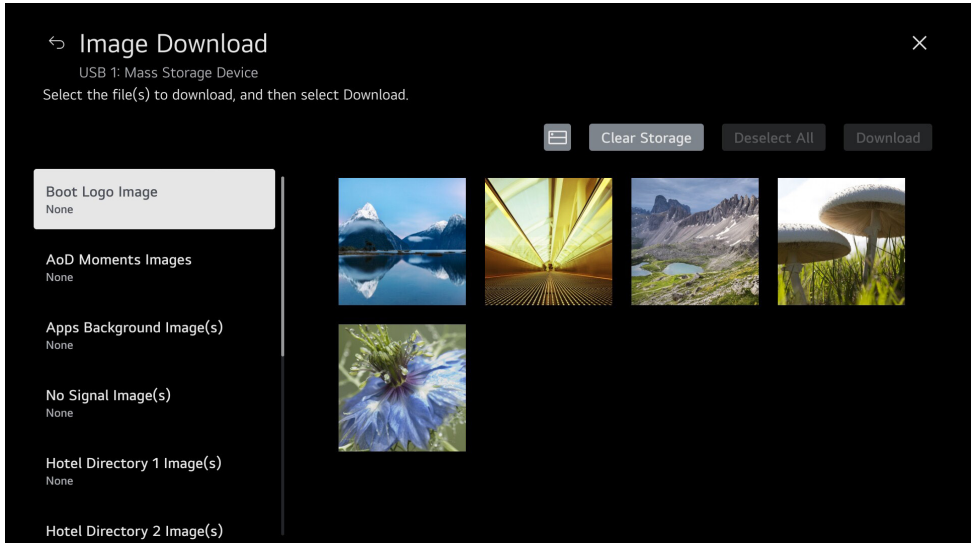 Image Download
USB 1: Mass Storage Device
Select the file(s) to download, and then select Download.
Clear Storage
Deselect All
Download
Boot Logo Image
None
AoD Moments Images
None
Apps Background Image(s)
None
No Signal Image(s)
None
Hotel Directory 1 Image(s)
None
Hotel Directory 2 Image(s)